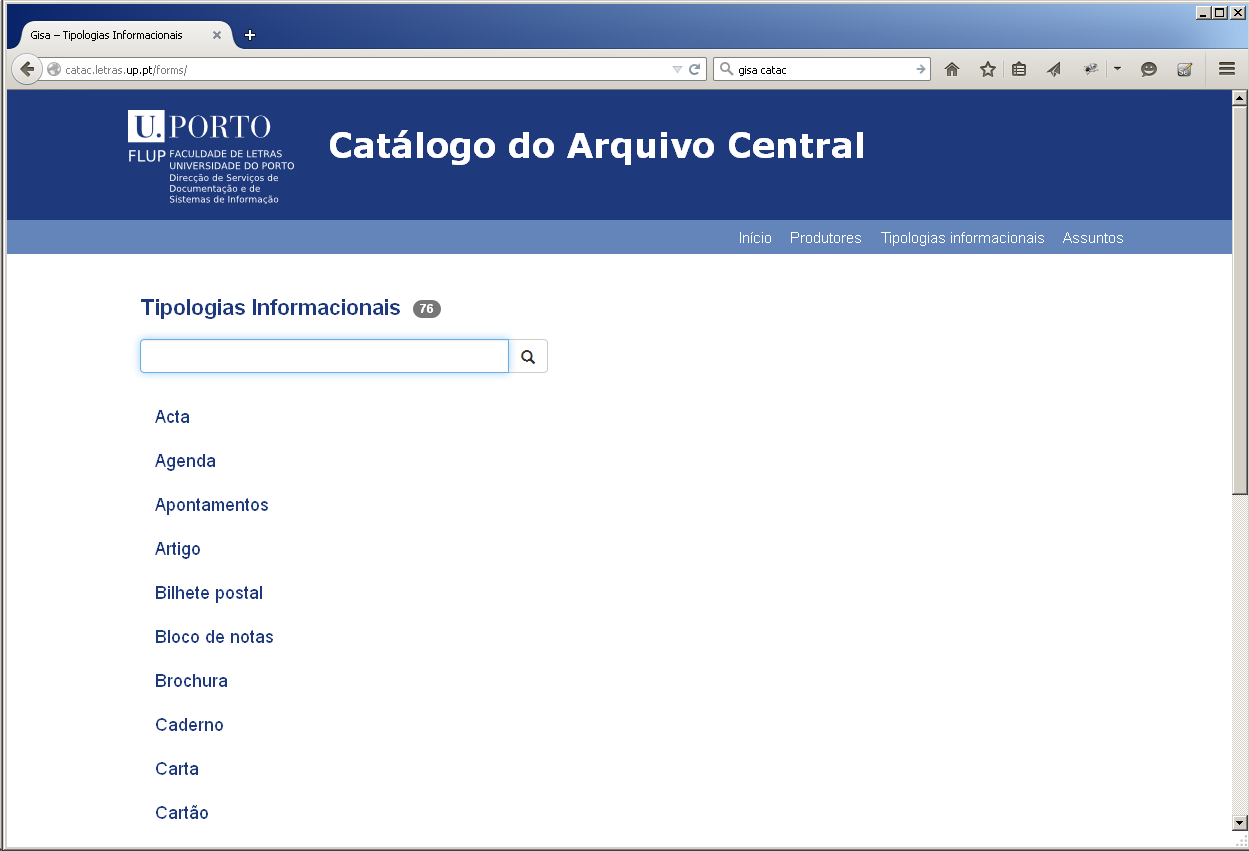 Gisa – Tipologias Informacionais
catac.letras.up.pt/forms/
gisa catac
U. PORTO
FLUP FACULDADE DE LETRAS
UNIVERSIDADE DO PORTO
Direcção de Serviços de
Documentação e de
Sistemas de Informação
Catálogo do Arquivo Central
Início Produtores Tipologias informacionais Assuntos
Tipologias Informacionais 76
Acta
Agenda
Apontamentos
Artigo
Bilhete postal
Bloco de notas
Brochura
Caderno
Carta
Cartão